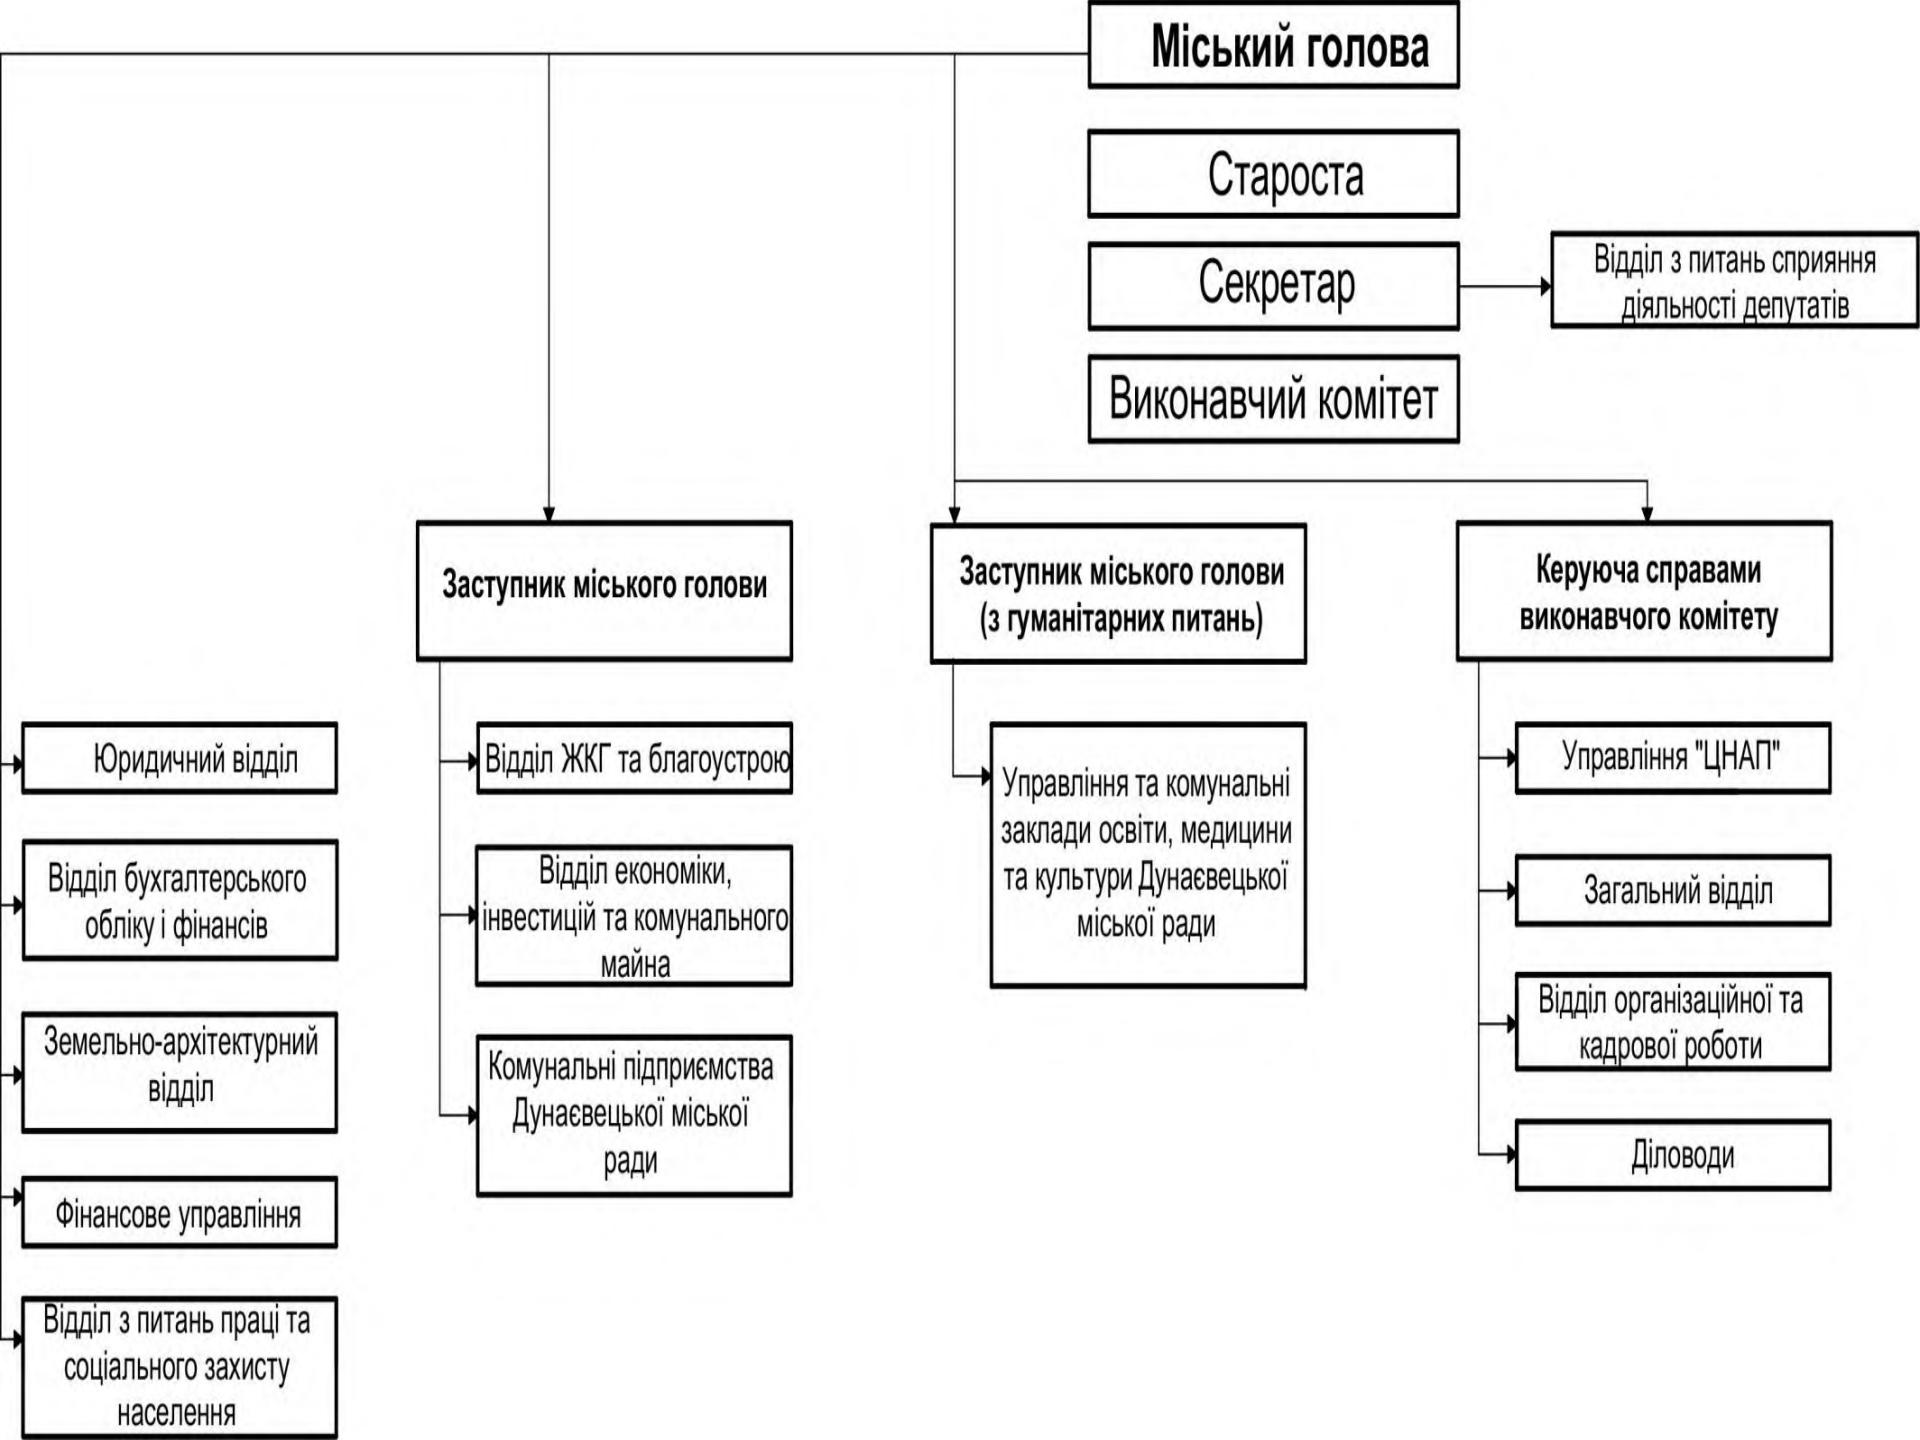 Міський голова
Староста
Секретар
Відділ з питань сприяння
діяльності депутатів
Виконавчий комітет
Заступник міського голови
Заступник міського голови
(з гуманітарних питань)
Керуюча справами
виконавчого комітету
Юридичний відділ
Відділ бухгалтерського
обліку і фінансів
Земельно-архітектурний
відділ
Фінансове управління
Відділ з питань праці та
соціального захисту
населення
Відділ ЖКГ та благоустрою
Відділ економіки,
інвестицій та комунального
майна
Комунальні підприємства
Дунаєвецької міської
ради
Управління та комунальні
заклади освіти, медицини
та культури Дунаєвецької
міської ради
Управління "ЦНАП"
Загальний відділ
Відділ організаційної та
кадрової роботи
Діловоди